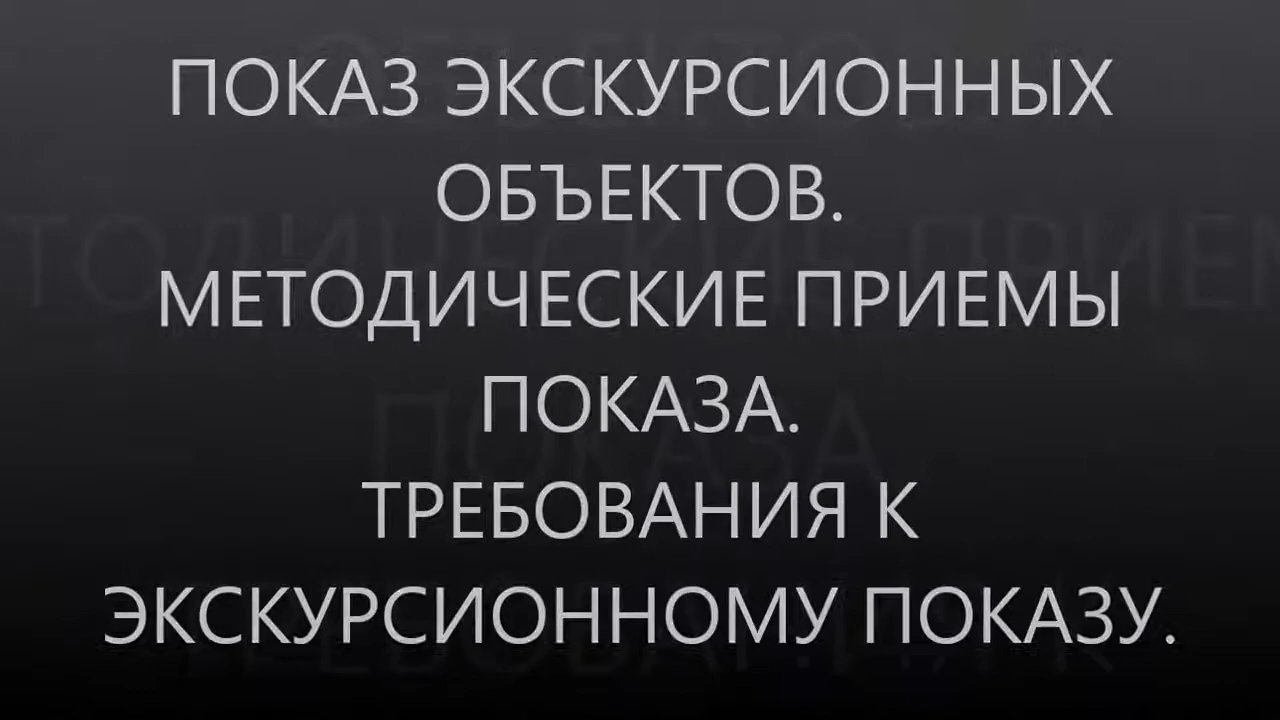 ПОКАЗ ЭКСКУРСИОННЫХ
ОБЪЕКТОВ.
МЕТОДИЧЕСКИЕ ПРИЕМЫ
ПОКАЗА.
ТРЕБОВАНИЯ К
ЭКСКУРСИОННОМУ ПОКАЗУ.